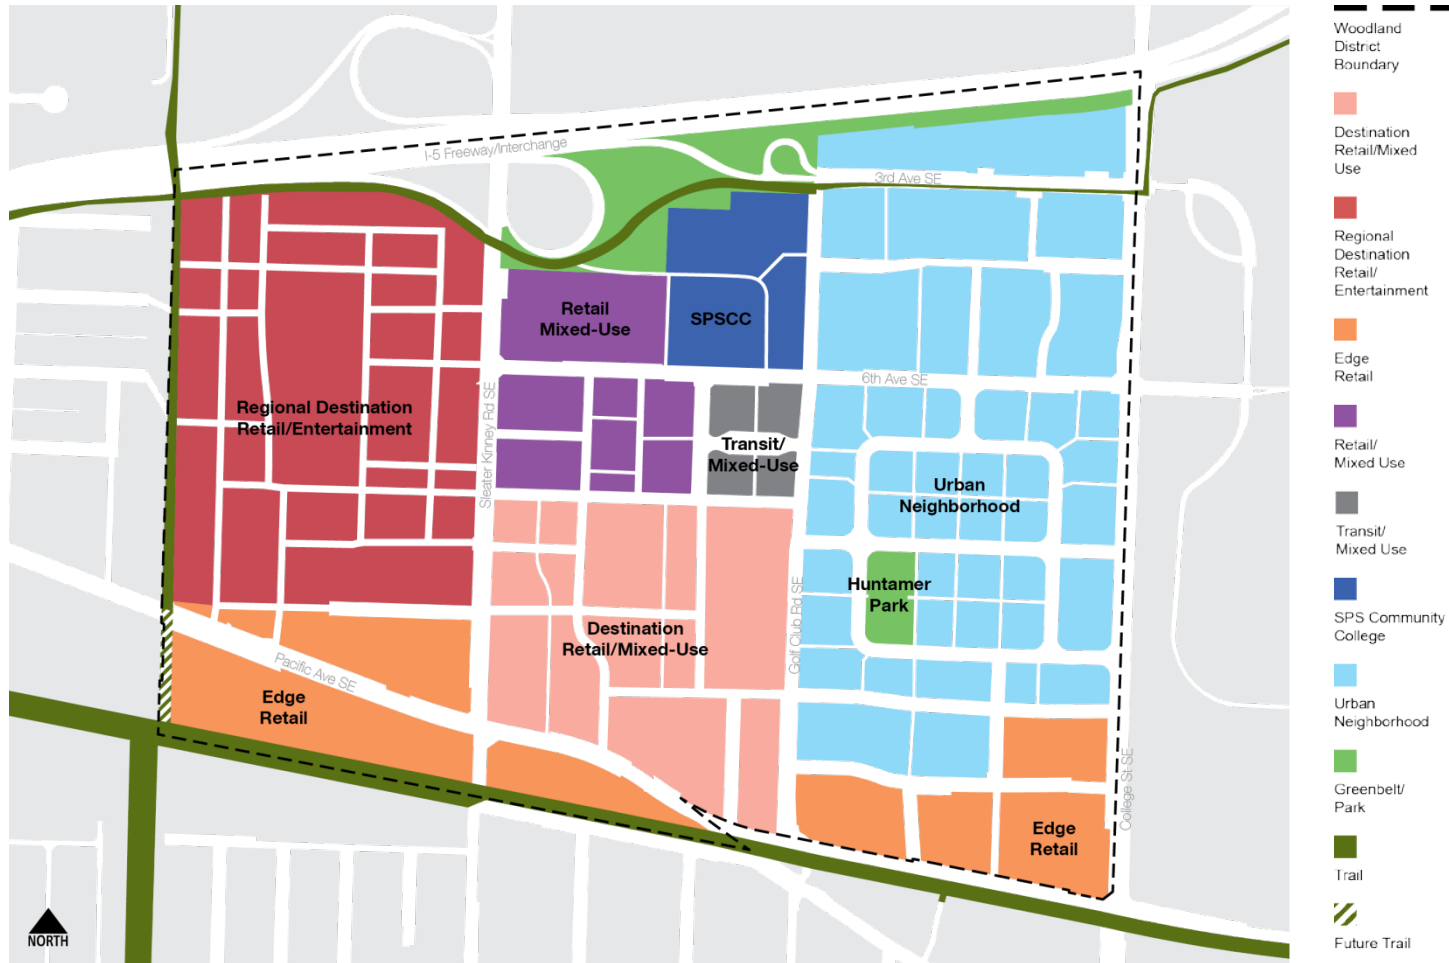 I-5 Freeway/Interchange
3rd Ave SE
Retail
Mixed-Use
SPSCC
6th Ave SE
Sleater Kinney Rd SE
Regional Destination
Retail/Entertainment
Transit/
Mixed-Use
Urban
Neighborhood
Huntamer
Park
Golf Club Rd SE
Destination
Retail/Mixed-Use
Pacific Ave SE
Edge
Retail
College St SE
Edge
Retail
NORTH
Woodland
District
Boundary
Destination
Retail/Mixed
Use
Regional
Destination
Retail/
Entertainment
Edge
Retail
Retail/
Mixed Use
Transit/
Mixed Use
SPS Community
College
Urban
Neighborhood
Greenbelt/
Park
Trail
Future Trail